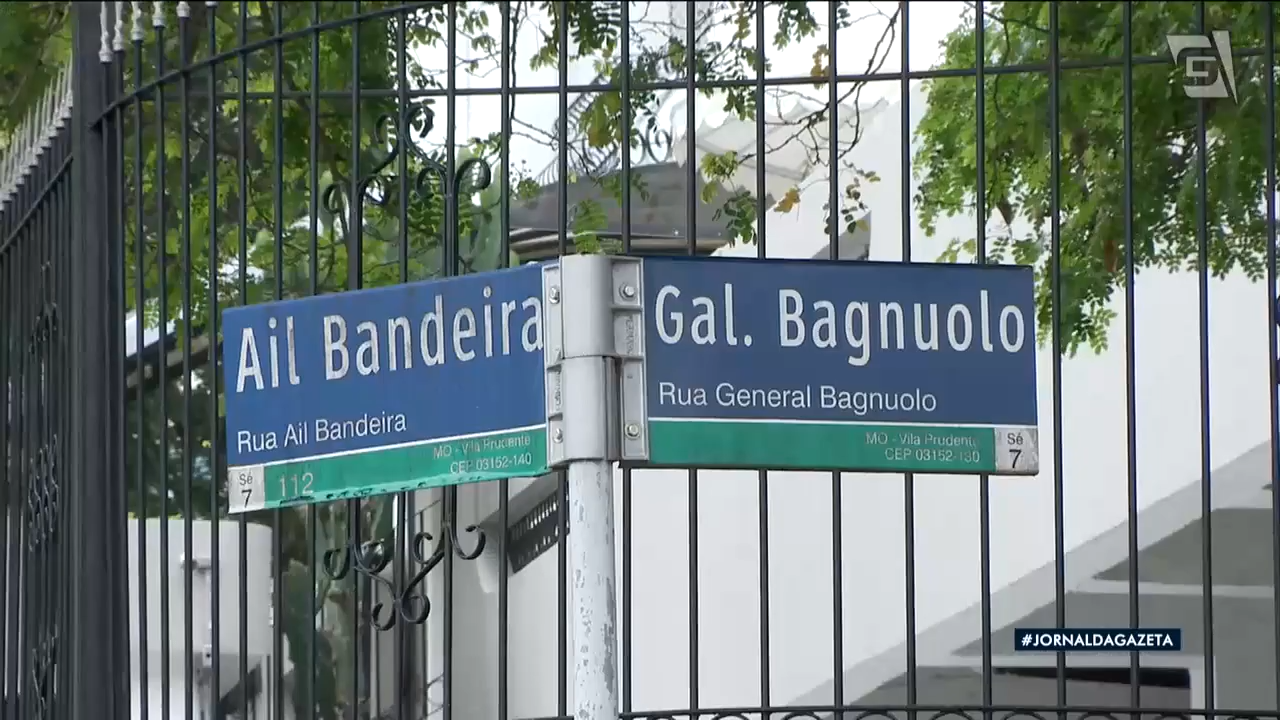 Ail Bandeira
Rua Ail Bandeira
MO - Vila Prudente
CEP 03152-140
Sé
7
112
Gal. Bagnuolo
Rua General Bagnuolo
MO - Vila Prudente
CEP 03152-130
Sé
7
G
#JORNALDAGAZETA